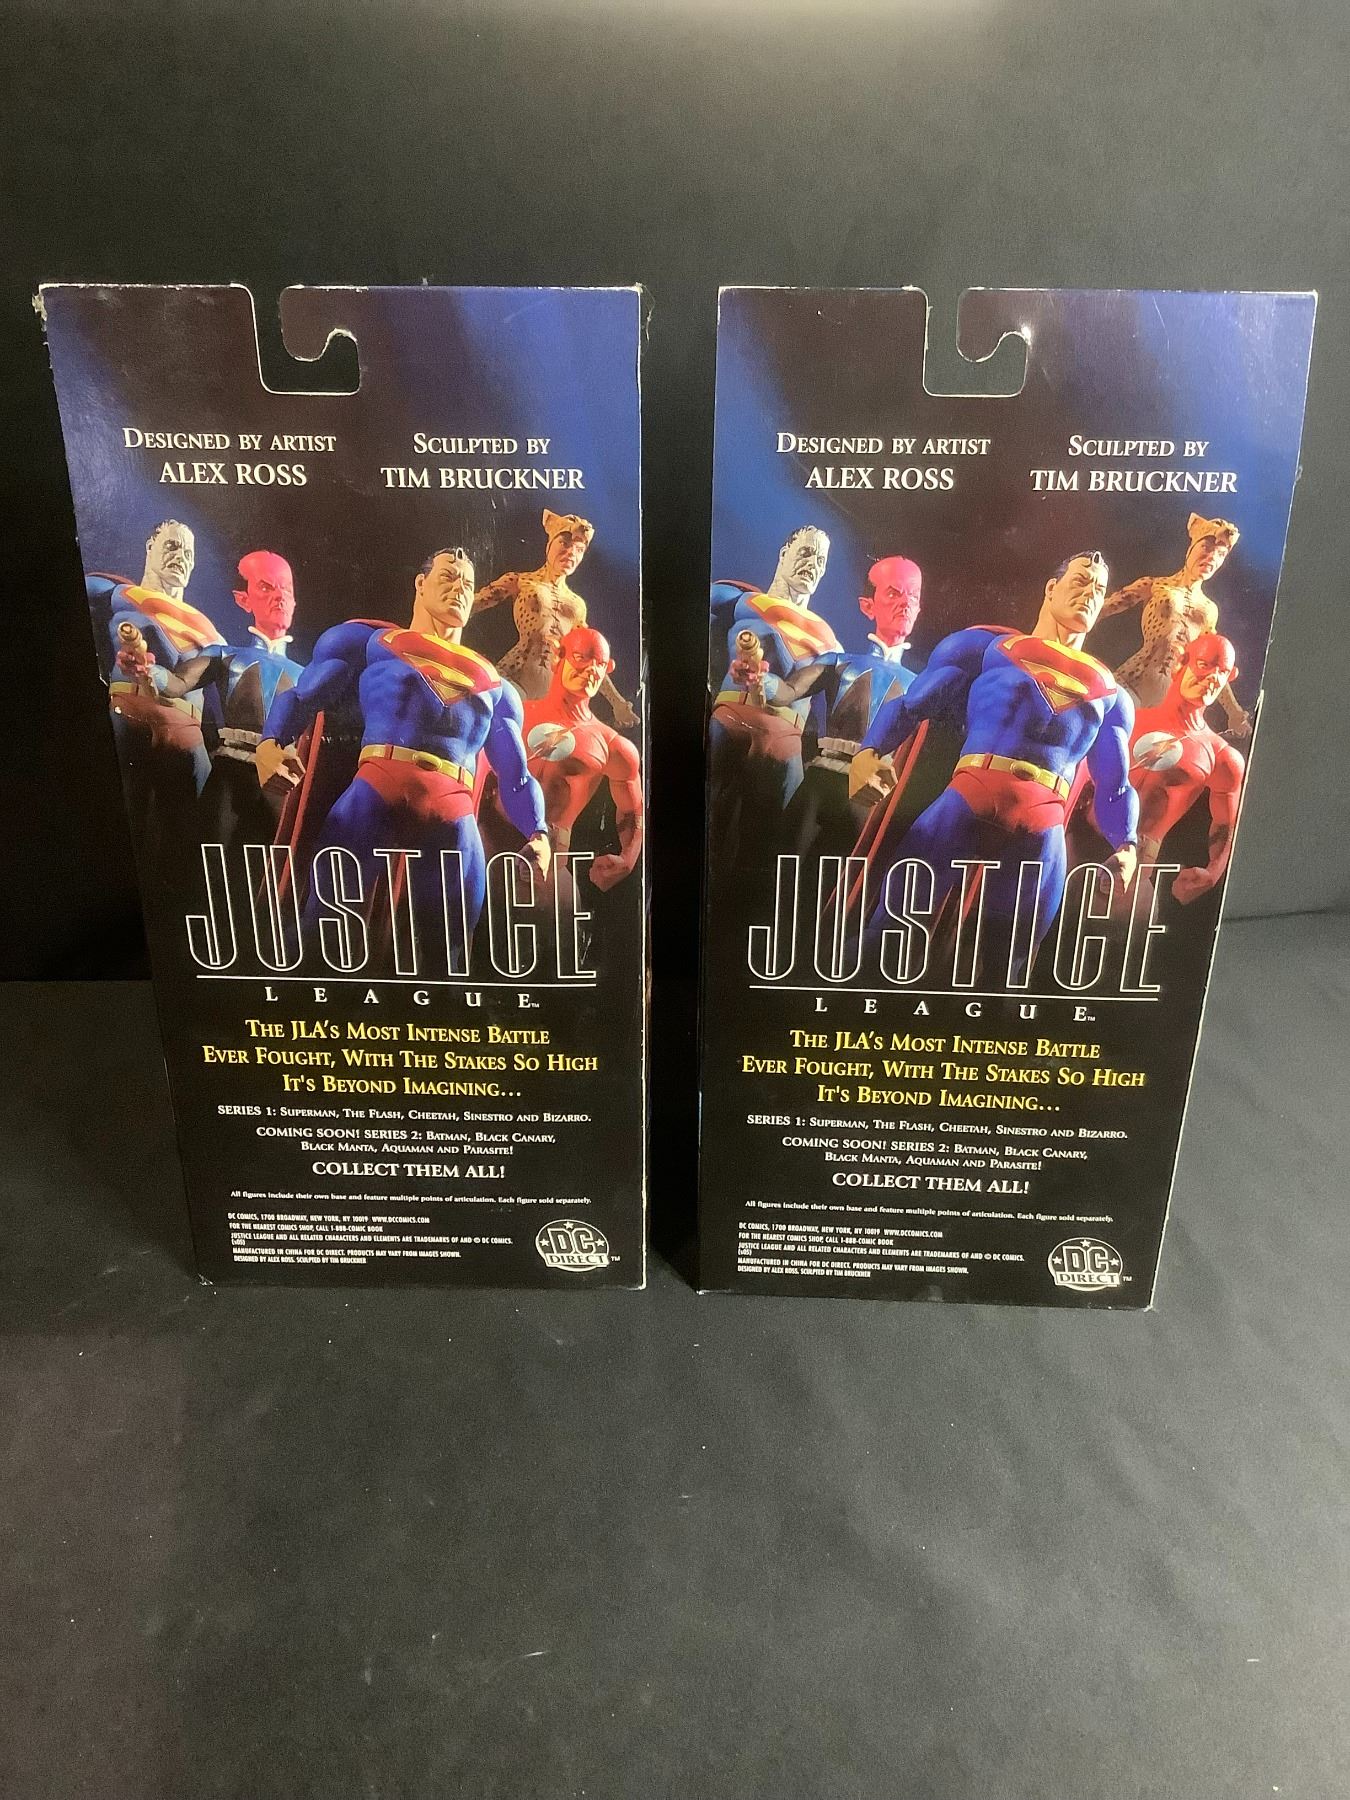 DESIGNED BY ARTIST
ALEX ROSS
SCULPTED BY
TIM BRUCKNER
JUSTICE
LEAGUE™
THE JLA'S MOST INTENSE BATTLE
EVER FOUGHT, WITH THE STAKES SO HIGH
IT'S BEYOND IMAGINING...
SERIES 1: SUPERMAN, THE FLASH, CHEETAH, SINESTRO AND BIZARRO.
COMING SOON! SERIES 2: BATMAN, BLACK CANARY,
BLACK MANTA, AQUAMAN AND PARASITE!
COLLECT THEM ALL!
All figures include their own base and feature multiple points of articulation. Each figure sold separately.
DC COMICS, 1700 BROADWAY, NEW YORK, NY 10019 WWW.DCCOMICS.COM
FOR THE NEAREST COMICS SHOP, CALL 1-888-COMIC BOOK
JUSTICE LEAGUE AND ALL RELATED CHARACTERS AND ELEMENTS ARE TRADEMARKS OF AND © DC COMICS.
(s05)
MANUFACTURED IN CHINA FOR DC DIRECT. PRODUCTS MAY VARY FROM IMAGES SHOWN.
DESIGNED BY ALEX ROSS. SCULPTED BY TIM BRUCKNER
DC
DIRECT™
DESIGNED BY ARTIST
ALEX ROSS
SCULPTED BY
TIM BRUCKNER
JUSTICE
LEAGUE™
THE JLA'S MOST INTENSE BATTLE
EVER FOUGHT, WITH THE STAKES SO HIGH
IT'S BEYOND IMAGINING...
SERIES 1: SUPERMAN, THE FLASH, CHEETAH, SINESTRO AND BIZARRO.
COMING SOON! SERIES 2: BATMAN, BLACK CANARY,
BLACK MANTA, AQUAMAN AND PARASITE!
COLLECT THEM ALL!
All figures include their own base and feature multiple points of articulation. Each figure sold separately.
DC COMICS, 1700 BROADWAY, NEW YORK, NY 10019 WWW.DCCOMICS.COM
FOR THE NEAREST COMICS SHOP, CALL 1-888-COMIC BOOK
JUSTICE LEAGUE AND ALL RELATED CHARACTERS AND ELEMENTS ARE TRADEMARKS OF AND © DC COMICS.
(s05)
MANUFACTURED IN CHINA FOR DC DIRECT. PRODUCTS MAY VARY FROM IMAGES SHOWN.
DESIGNED BY ALEX ROSS. SCULPTED BY TIM BRUCKNER
DC
DIRECT™